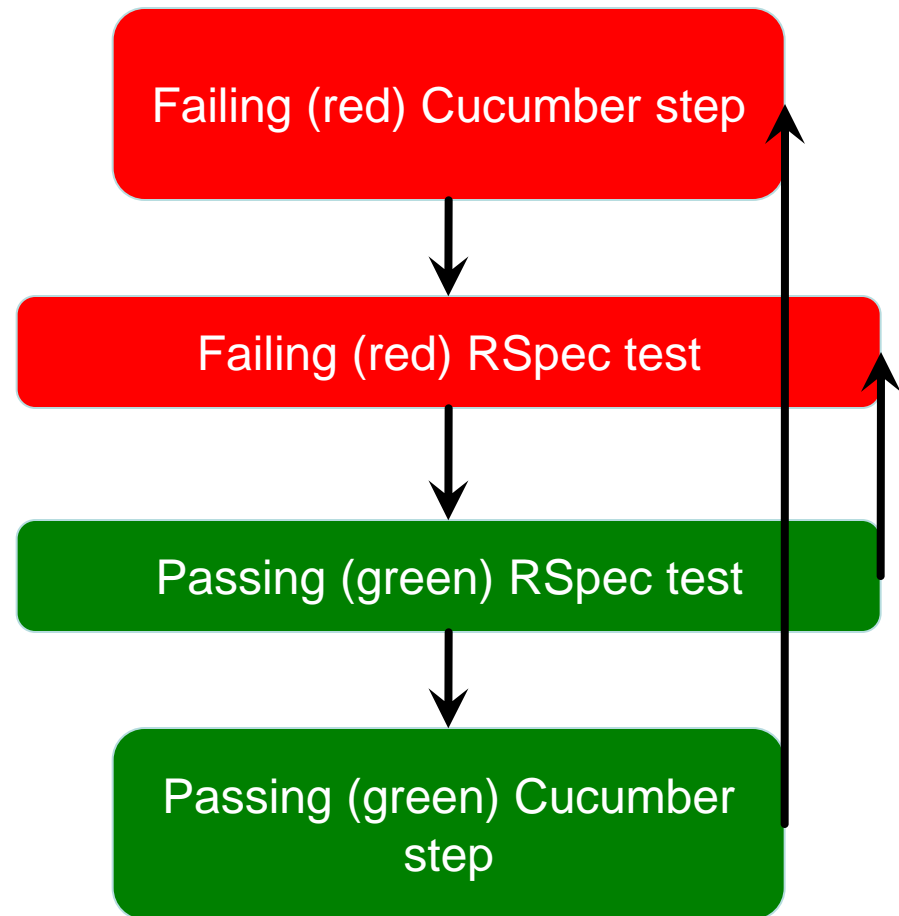 Failing (red) Cucumber step
Failing (red) RSpec test
Passing (green) RSpec test
Passing (green) Cucumber
step